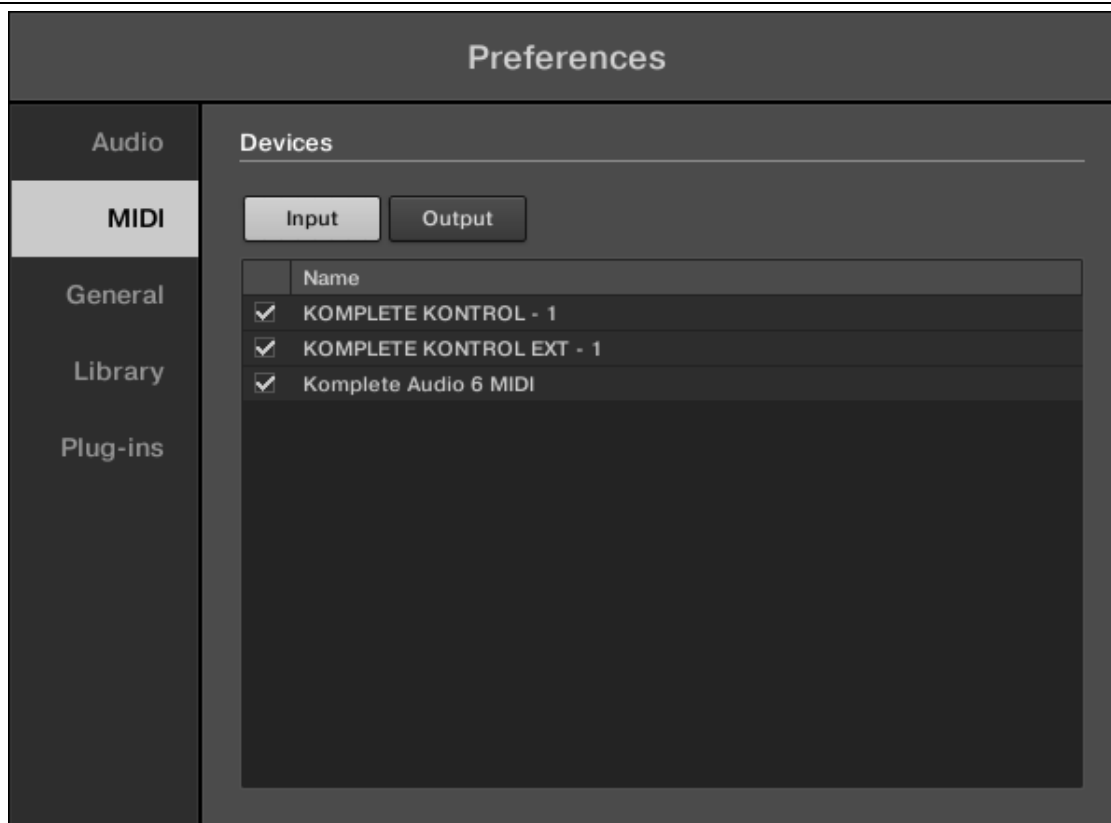 Preferences
Audio
MIDI
General
Library
Plug-ins
Devices
Input Output
Name
KOMPLETE KONTROL - 1
KOMPLETE KONTROL EXT - 1
Komplete Audio 6 MIDI